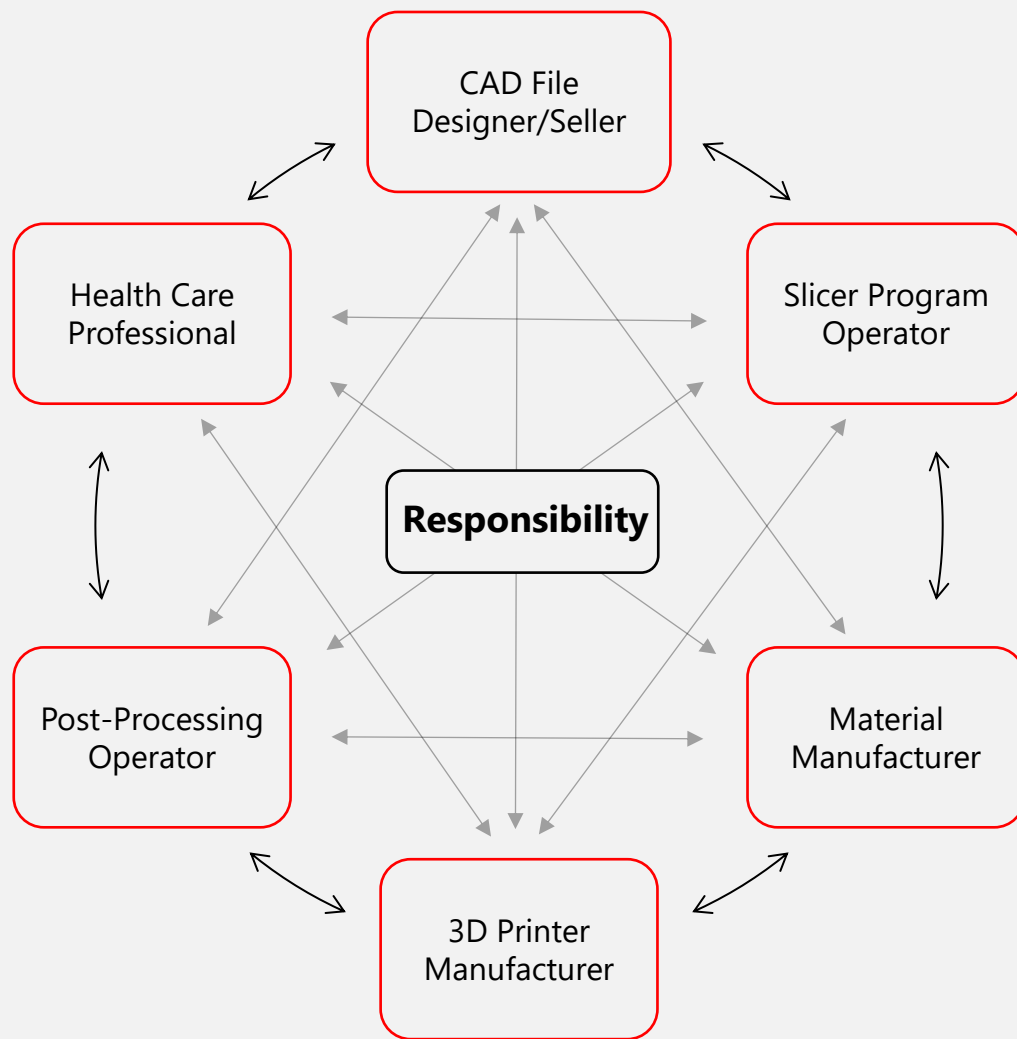 CAD File
Designer/Seller
Health Care
Professional
Slicer Program
Operator
Responsibility
Post-Processing
Operator
Material
Manufacturer
3D Printer
Manufacturer